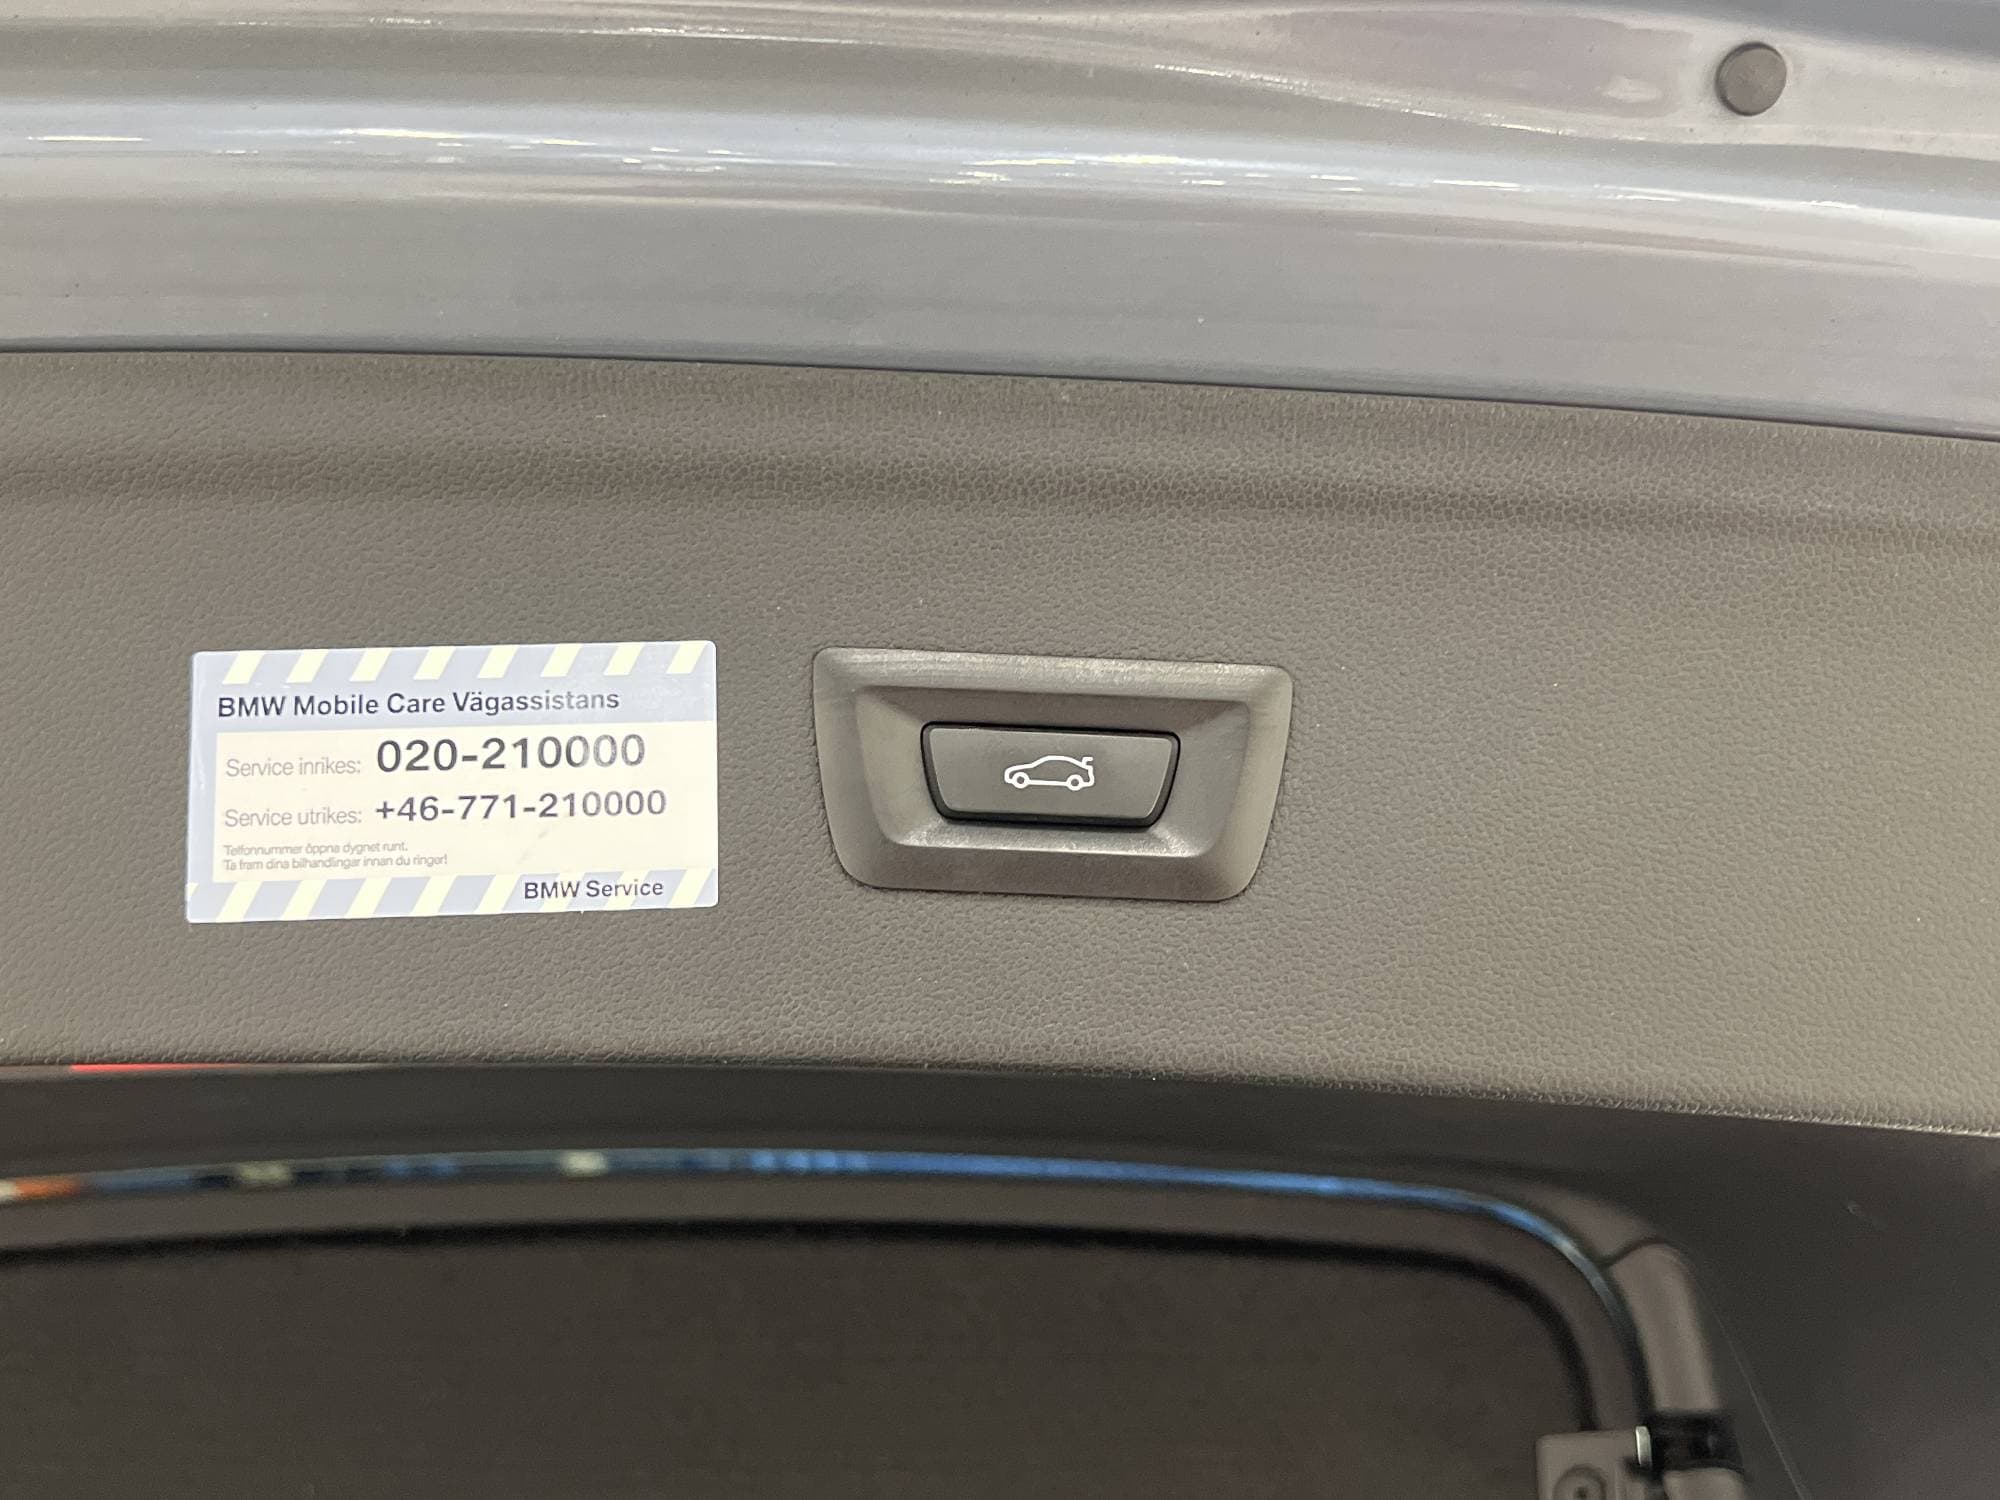 BMW Mobile Care Vägassistans
Service inrikes: 020-210000
Service utrikes: +46-771-210000
Telfonnummer öppna dygnet runt.
Ta fram dina bilhandlingar innan du ringer!
BMW Service